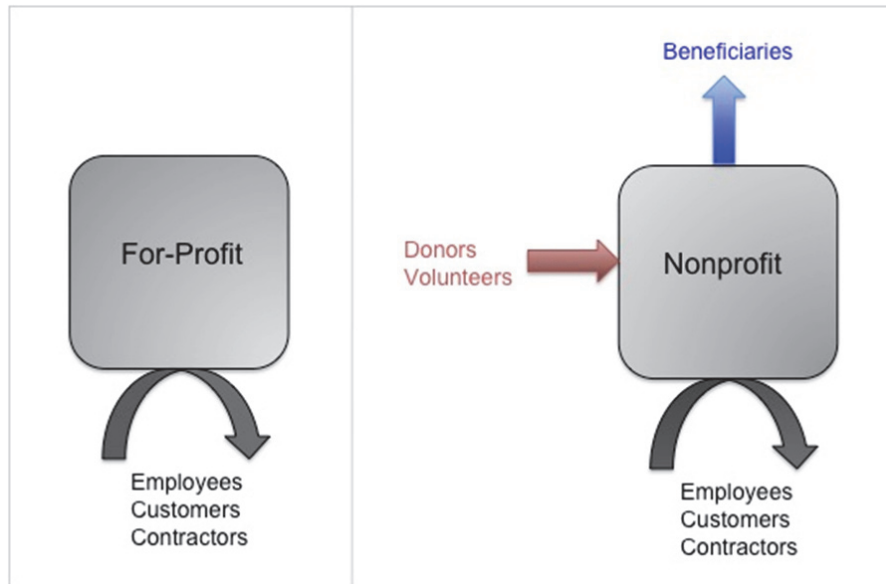 For-Profit
Employees
Customers
Contractors
Beneficiaries
Donors
Volunteers
Nonprofit
Employees
Customers
Contractors